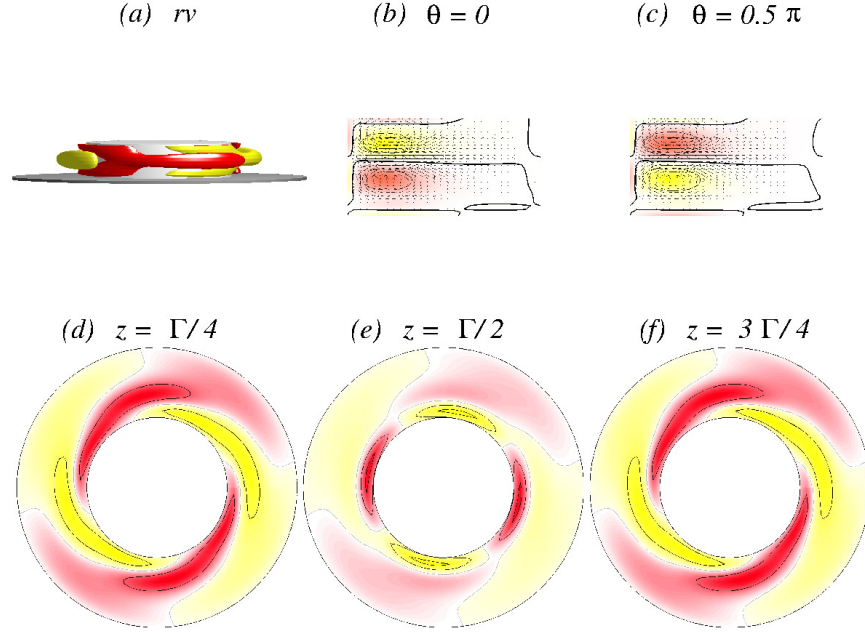 (a) rv
(b) θ = 0
(c) θ = 0.5 π
(d) z = Γ/ 4
(e) z = Γ/ 2
(f) z = 3 Γ/ 4